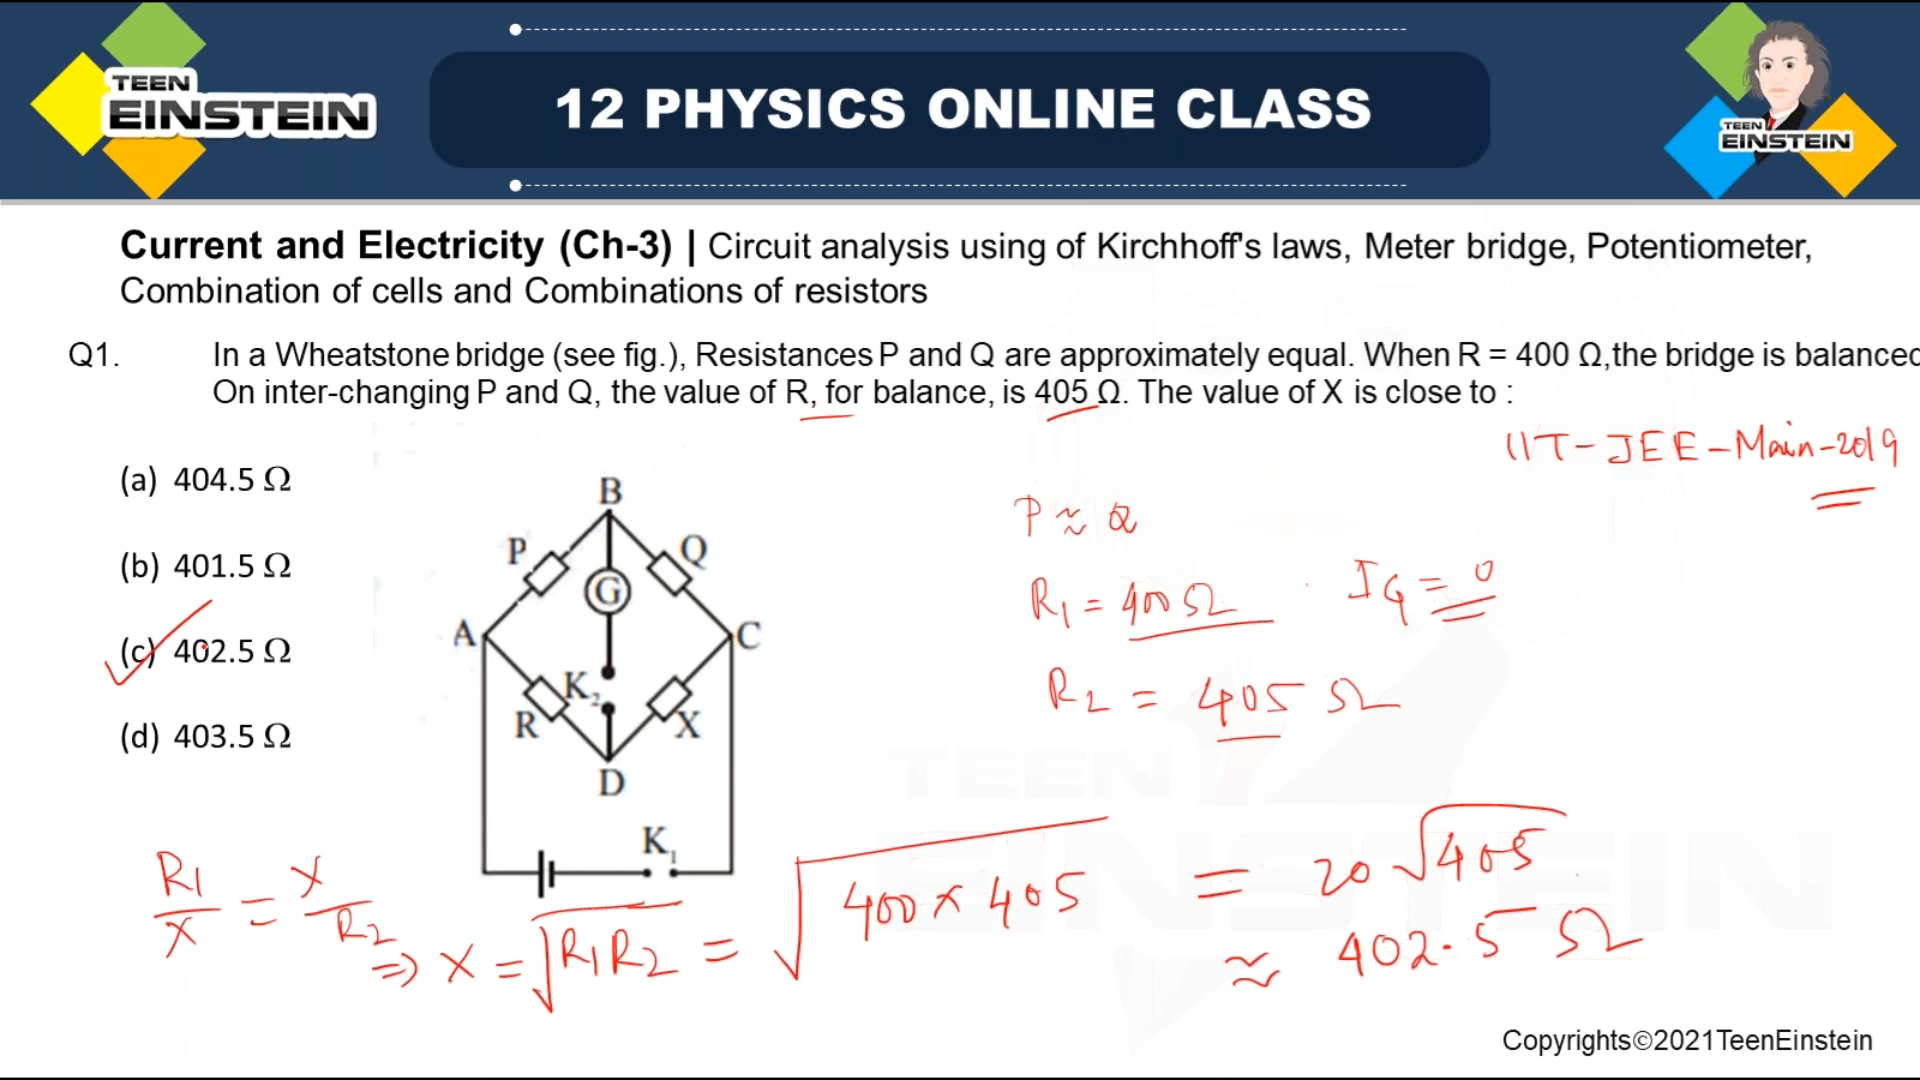 TEEN
EINSTEIN
12 PHYSICS ONLINE CLASS
TEEN
EINSTEIN
Current and Electricity (Ch-3) | Circuit analysis using of Kirchhoff's laws, Meter bridge, Potentiometer,
Combination of cells and Combinations of resistors
Q1. In a Wheatstone bridge (see fig.), Resistances P and Q are approximately equal. When R = 400 Ω,the bridge is balanced
On inter-changing P and Q, the value of R, for balance, is 405 Ω. The value of X is close to :
IIT-JEE-Main-2019
(a) 404.5 Ω
(b) 401.5 Ω
(c) 402.5 Ω
(d) 403.5 Ω
B
P
Q
G
A
C
K2
R
X
D
K1
P ≈ Q
R1 = 400 Ω
IG = 0
R2 = 405 Ω
R1/X = X/R2
⇒ X = √R1R2 = √400 × 405 = 20 √405
≈ 402.5 Ω
TEEN
EINSTEIN
Copyrights©2021TeenEinstein